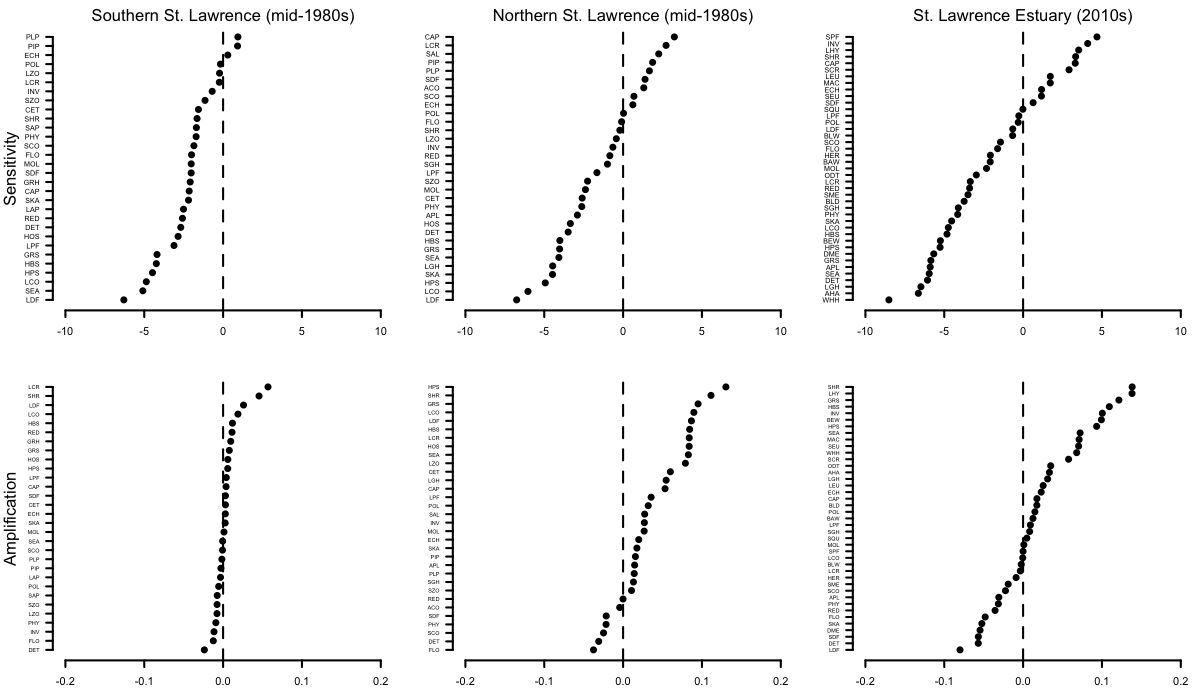 Southern St. Lawrence (mid-1980s)
Northern St. Lawrence (mid-1980s)
St. Lawrence Estuary (2010s)
Sensitivity
PLP
PIP
ECH
POL
LZO
LCR
INV
SZO
CET
SHR
SAP
PHY
SCO
FLO
MOL
SDF
GRH
CAP
SKA
LAP
RED
DET
HOS
LPF
GRS
HBS
HPS
LCO
SEA
LDF
-10 -5 0 5 10
CAP
LCR
SAL
PIP
PLP
SDF
ACO
SCO
ECH
POL
FLO
SHR
LZO
INV
RED
SGH
LPF
SZO
MOL
CET
PHY
APL
HOS
DET
HBS
GRS
SEA
LGH
SKA
HPS
LCO
LDF
-10 -5 0 5 10
SPF
INV
LHY
SHR
CAP
SCR
LEU
MAC
ECH
SEU
SDF
SQU
LPF
POL
LDF
BLW
SCO
FLO
HER
BAW
MOL
ODT
LCR
RED
SME
BLD
SGH
PHY
SKA
LCO
HBS
BEW
HPS
DME
GRS
APL
SEA
DET
LGH
AHA
WHH
-10 -5 0 5 10
Amplification
LCR
SHR
LDF
LCO
HBS
RED
GRH
GRS
HOS
HPS
LPF
CAP
SDF
CET
ECH
SKA
MOL
SEA
SCO
PLP
PIP
LAP
POL
SAP
SZO
LZO
PHY
INV
FLO
DET
-0.2 -0.1 0.0 0.1 0.2
HPS
SHR
GRS
LCO
LDF
HBS
LCR
HOS
SEA
LZO
CET
LGH
CAP
LPF
POL
SAL
INV
MOL
ECH
SKA
PIP
APL
PLP
SGH
SZO
RED
ACO
SDF
PHY
SCO
DET
FLO
-0.2 -0.1 0.0 0.1 0.2
SHR
LHY
GRS
HBS
INV
BEW
HPS
SEA
MAC
SEU
WHH
SCR
ODT
AHA
LGH
LEU
ECH
CAP
BLD
POL
BAW
LPF
SGH
SQU
MOL
SPF
LCO
BLW
LCR
HER
SME
SCO
APL
PHY
RED
FLO
SKA
DME
SDF
DET
LDF
-0.2 -0.1 0.0 0.1 0.2